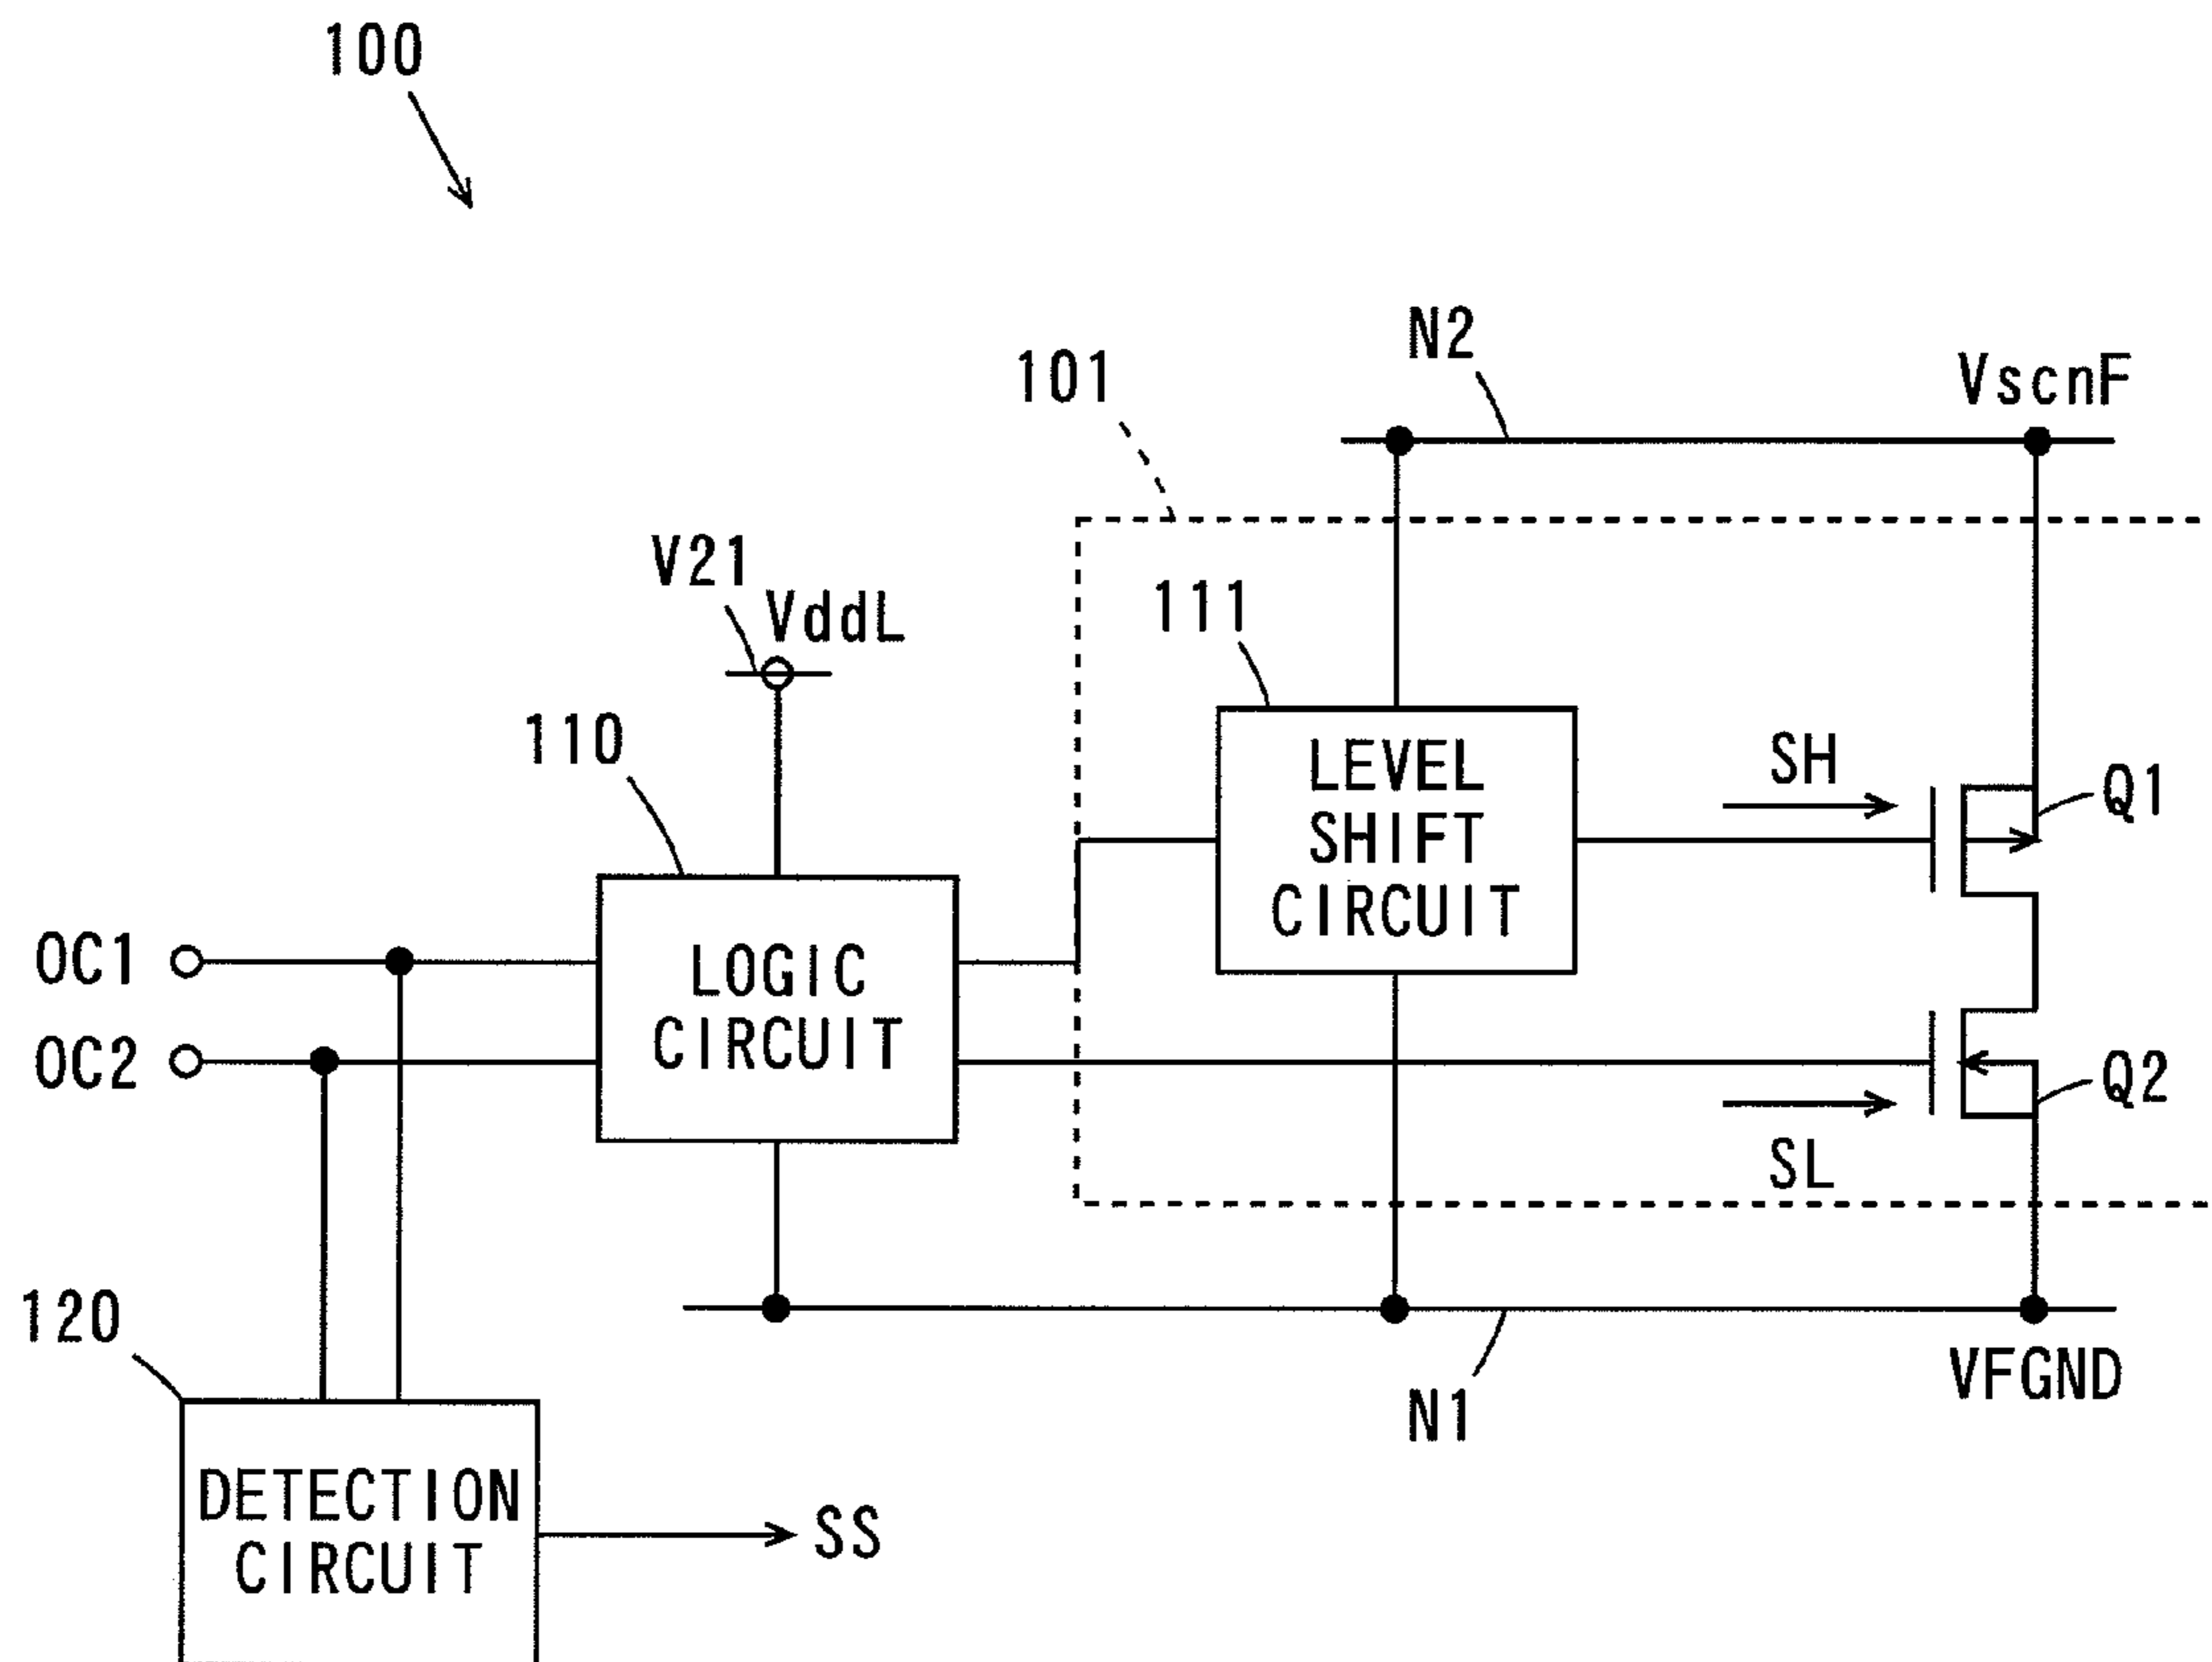 100
N2
101
VscnF
V21
VddL
111
110
LEVEL
SHIFT
CIRCUIT
SH
Q1
OC1
OC2
LOGIC
CIRCUIT
Q2
SL
120
N1
VFGND
DETECTION
CIRCUIT
SS